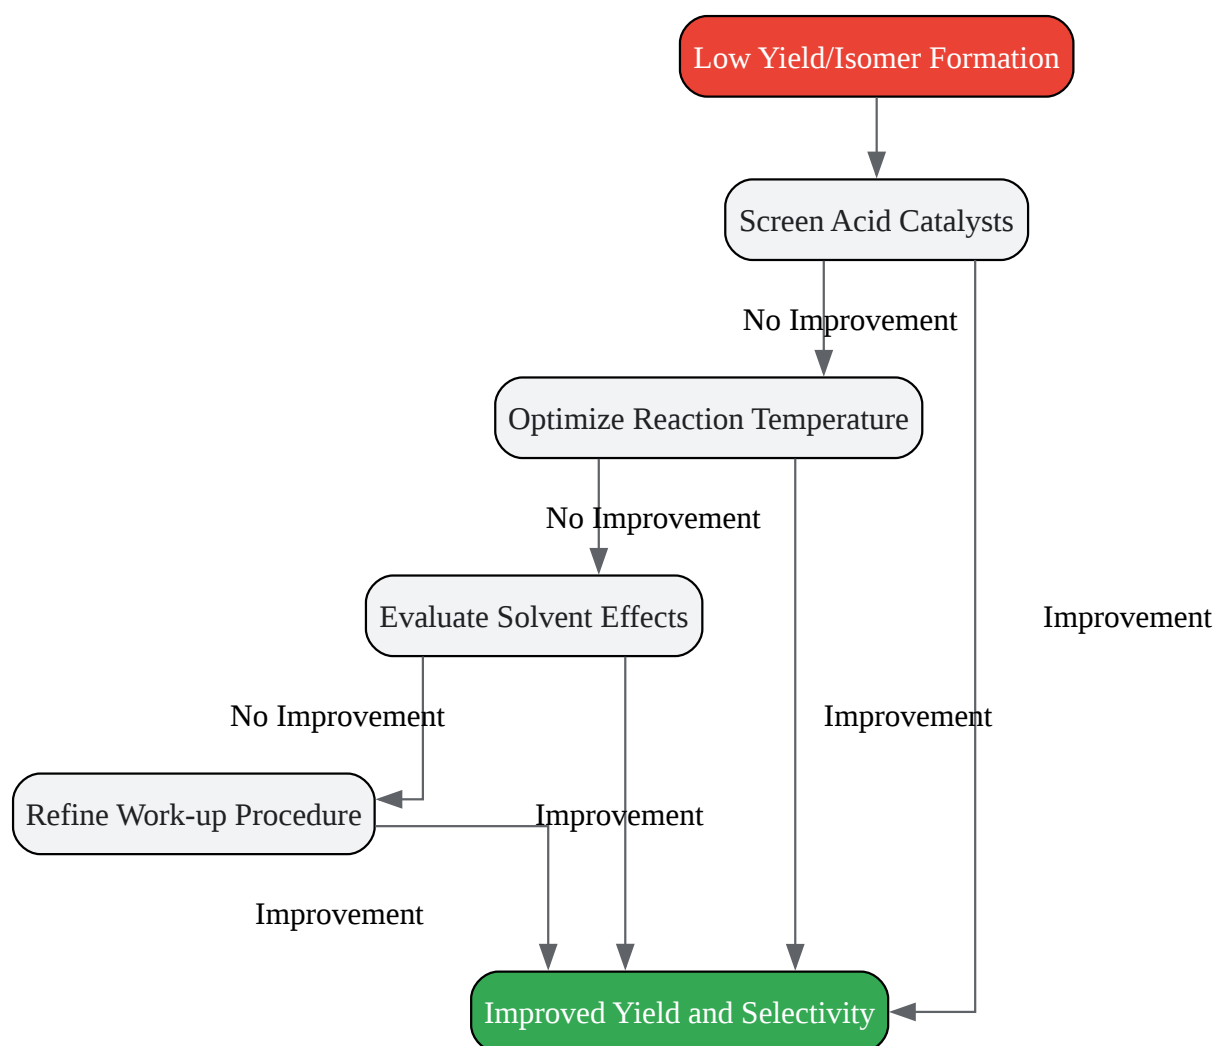 Low Yield/Isomer Formation
Screen Acid Catalysts
No Improvement
Optimize Reaction Temperature
No Improvement
Evaluate Solvent Effects
Improvement
No Improvement
Improvement
Refine Work-up Procedure
Improvement
Improvement
Improved Yield and Selectivity